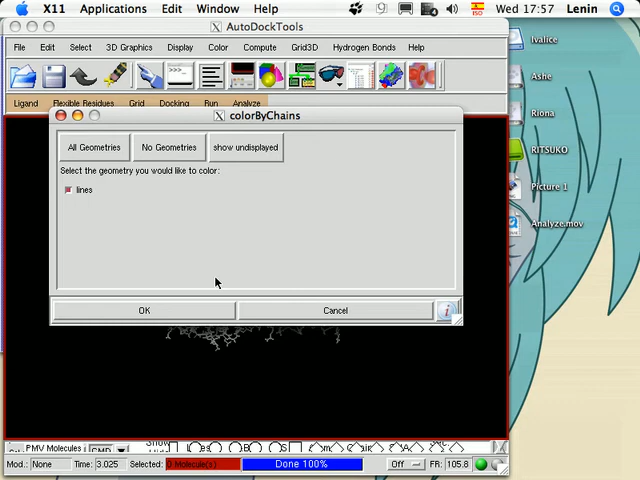 X11 Applications Edit Window Help Wed 17:57 Lenin
ISO
AutoDockTools
File Edit Select 3D Graphics Display Color Compute Grid3D Hydrogen Bonds Help
Ligand Flexible Residues Grid Docking Run Analyze
colorByChains
All Geometries No Geometries show undisplayed
Select the geometry you would like to color:
lines
OK Cancel i
Ivalice
Ashe
Riona
RITSUKO
Picture 1
Analyze.mov
PMV Molecules
Mod.: None Time: 3.025 Selected: 0 Molecule(s) Done 100% Off FR: 105.8